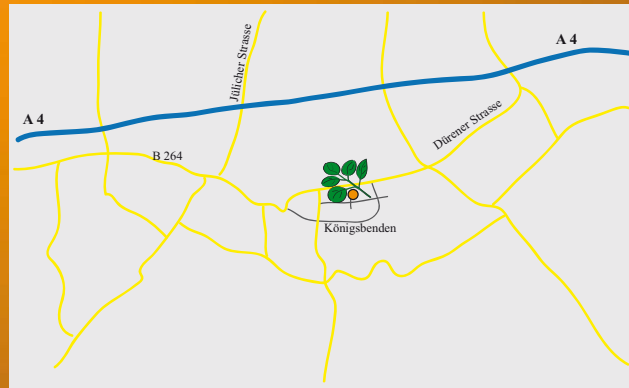 A 4
Jülicher Strasse
A 4
Dürener Strasse
B 264
Königsbenden